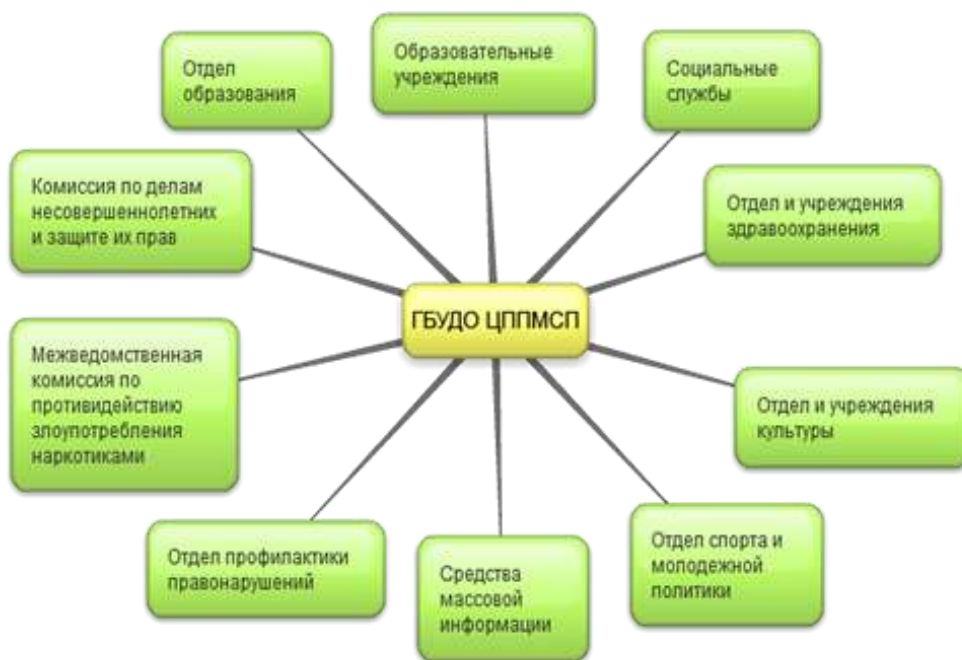 Образовательные
учреждения
Отдел
образования
Социальные
службы
Комиссия по делам
несовершеннолетних
и защите их прав
Отдел и учреждения
здравоохранения
ГБУДО ЦППМСП
Межведомственная
комиссия по
противидействию
злоупотребления
наркотиками
Отдел и учреждения
культуры
Отдел профилактики
правонарушений
Средства
массовой
информации
Отдел спорта и
молодежной
политики